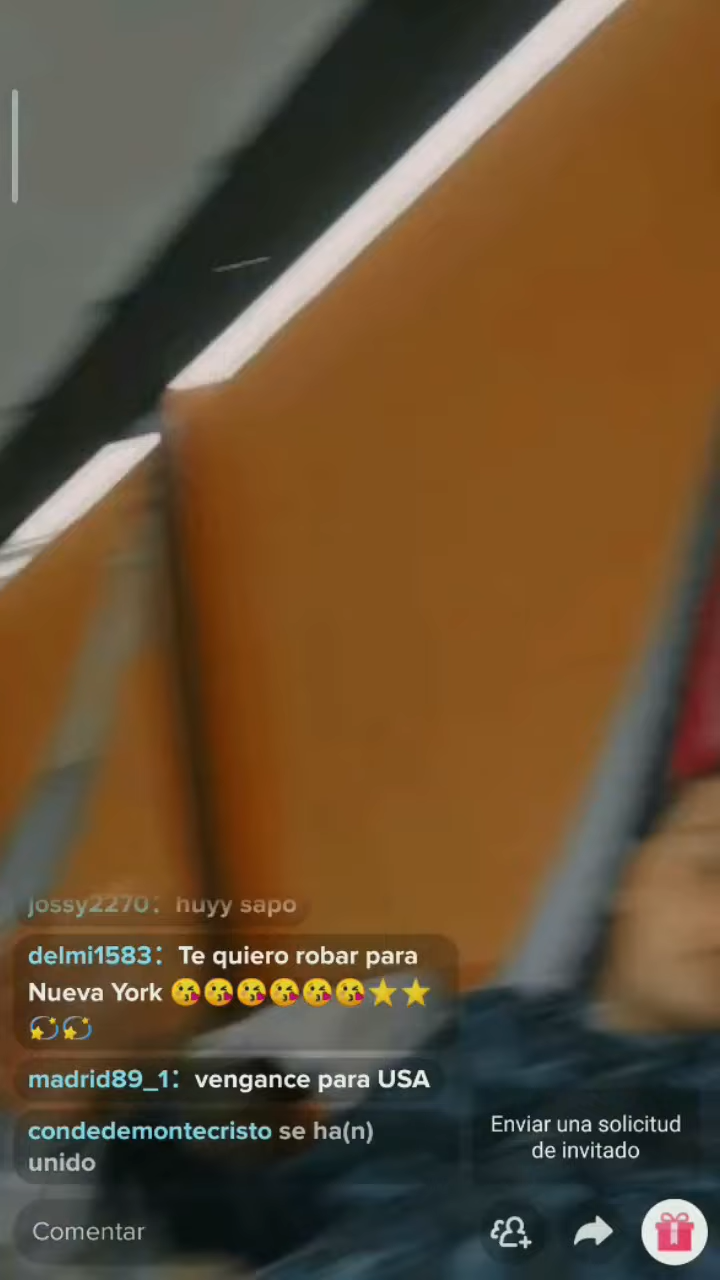 jossy2270: huyy sapo
delmi1583: Te quiero robar para
Nueva York 😘😘😘😘😘😘⭐⭐
💫💫
madrid89_1: vengance para USA
condedemontecristo se ha(n)
unido
Enviar una solicitud
de invitado
Comentar